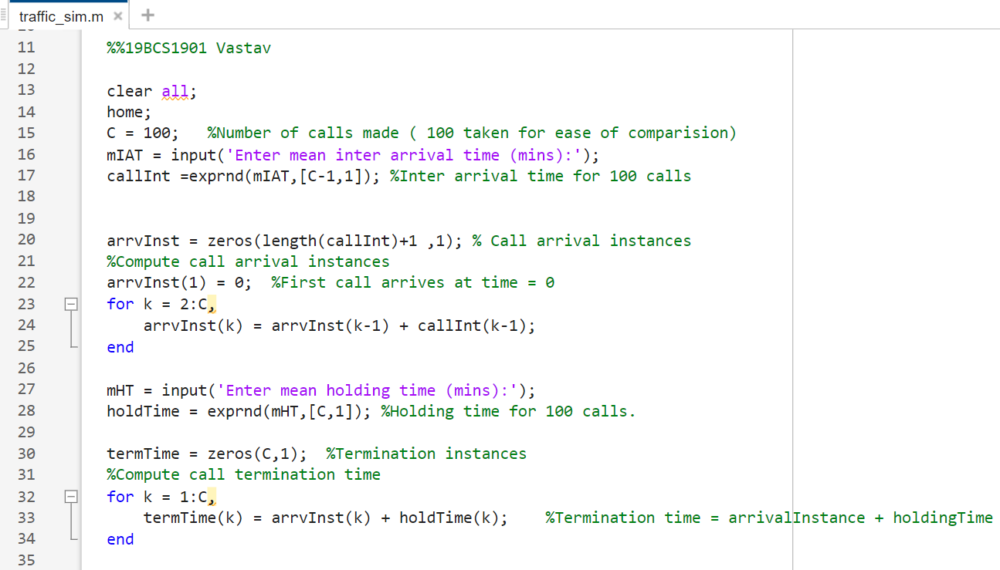 traffic_sim.m × +
11 %%19BCS1901 Vastav
12
13 clear all;
14 home;
15 C = 100;   %Number of calls made ( 100 taken for ease of comparision)
16 mIAT = input('Enter mean inter arrival time (mins):');
17 callInt =exprnd(mIAT,[C-1,1]); %Inter arrival time for 100 calls
18
19
20 arrvInst = zeros(length(callInt)+1 ,1); % Call arrival instances
21 %Compute call arrival instances
22 arrvInst(1) = 0;  %First call arrives at time = 0
23 for k = 2:C,
24     arrvInst(k) = arrvInst(k-1) + callInt(k-1);
25 end
26
27 mHT = input('Enter mean holding time (mins):');
28 holdTime = exprnd(mHT,[C,1]); %Holding time for 100 calls.
29
30 termTime = zeros(C,1);  %Termination instances
31 %Compute call termination time
32 for k = 1:C,
33     termTime(k) = arrvInst(k) + holdTime(k);    %Termination time = arrivalInstance + holdingTime
34 end
35